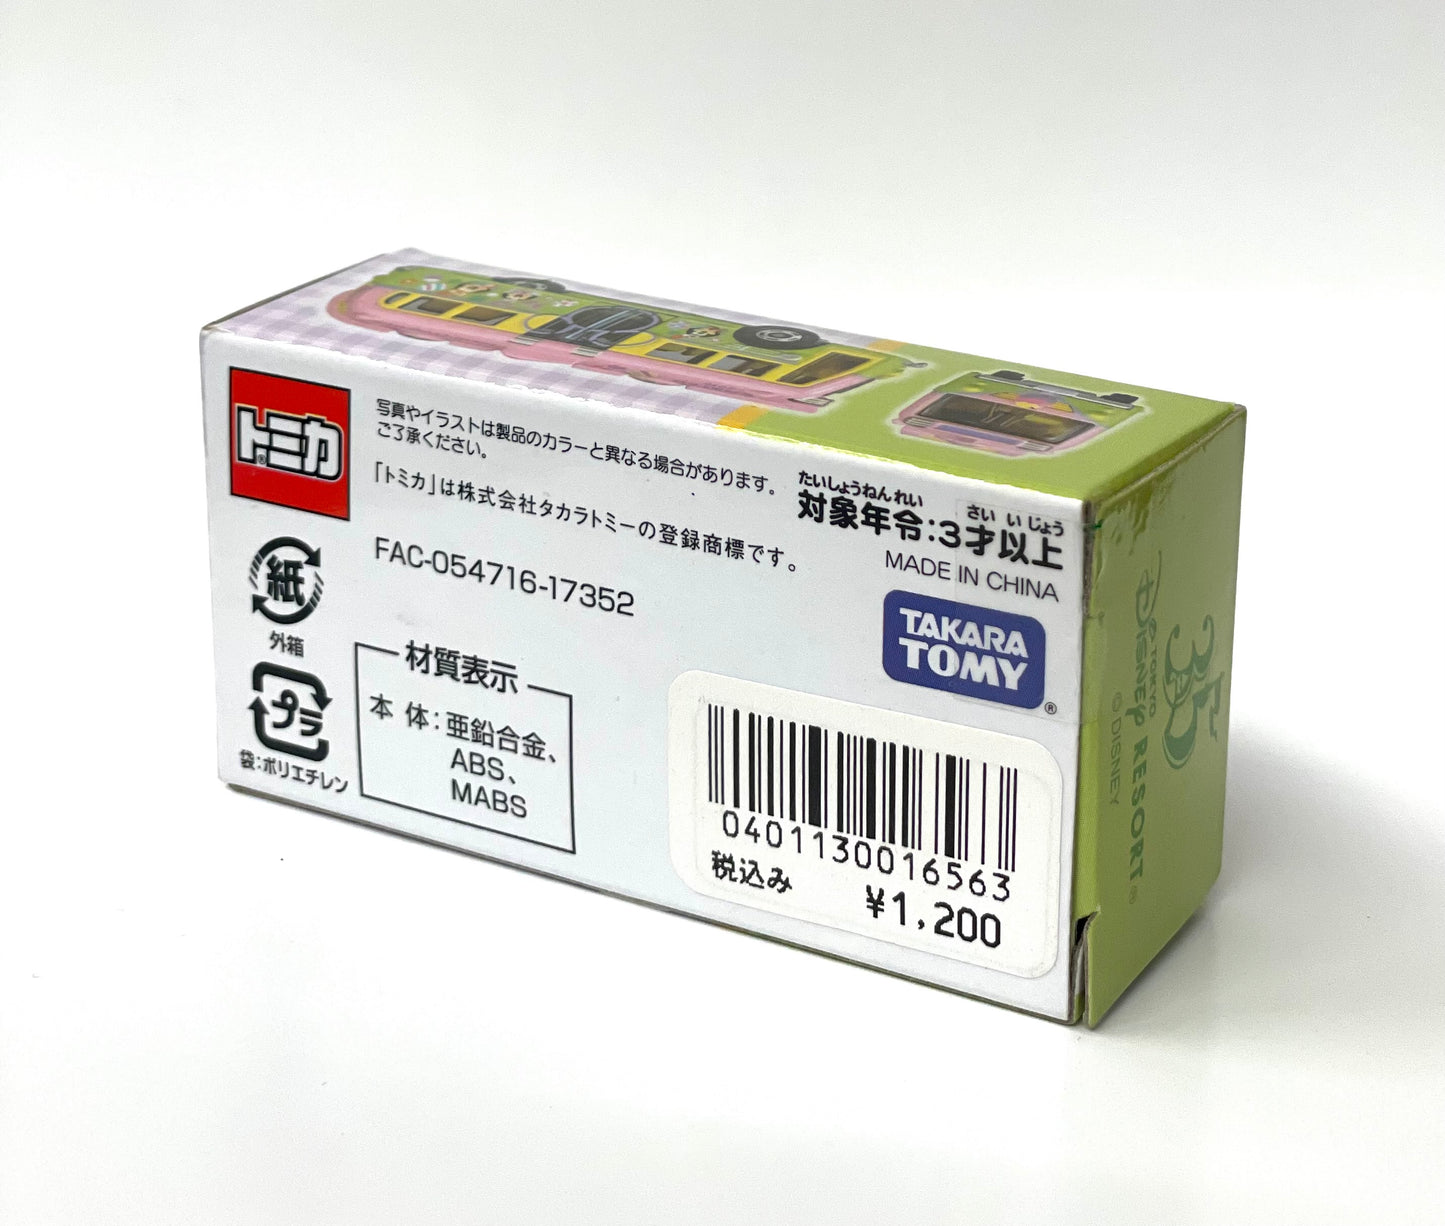 トミカ®
写真やイラストは製品のカラーと異なる場合があります。
ご了承ください。
「トミカ」は株式会社タカラトミーの登録商標です。
FAC-054716-17352
たいしょうねんれい さい いじょう
対象年令:3才以上
MADE IN CHINA
TAKARA
TOMY®
紙
外箱
プラ
袋:ポリエチレン
材質表示
本 体:亜鉛合金、
ABS、
MABS
0401130016563
税込み
¥1,200
35
TOKYO
DISNEY RESORT®
© DISNEY